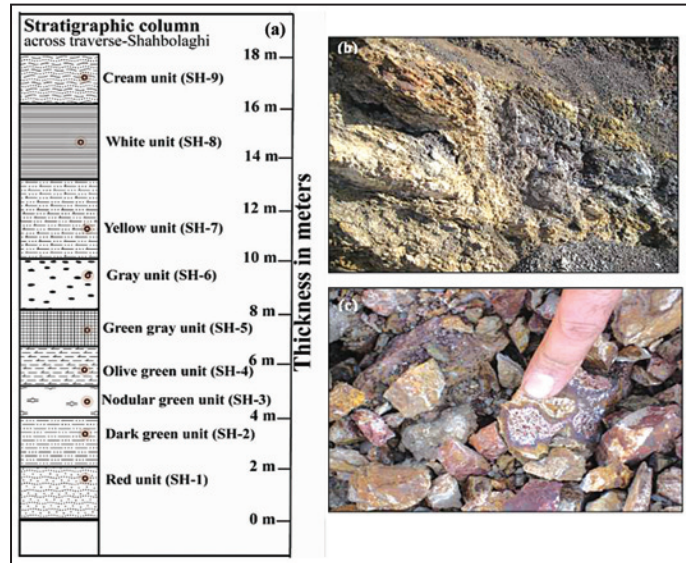 Stratigraphic column (a)
across traverse-Shahbolaghi
18 m
Cream unit (SH-9)
16 m
White unit (SH-8)
14 m
12 m
Yellow unit (SH-7)
10 m
Gray unit (SH-6)
8 m
Green gray unit (SH-5)
6 m
Olive green unit (SH-4)
Nodular green unit (SH-3)
4 m
Dark green unit (SH-2)
2 m
Red unit (SH-1)
0 m
Thickness in meters
(b)
(c)